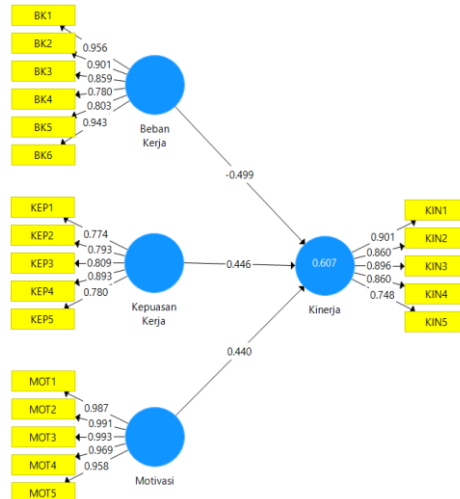 BK1
BK2
BK3
BK4
BK5
BK6
0.956
0.901
0.859
0.780
0.803
0.943
Beban
Kerja
-0.499
KEP1
KEP2
KEP3
KEP4
KEP5
0.774
0.793
0.809
0.893
0.780
Kepuasan
Kerja
0.446
MOT1
MOT2
MOT3
MOT4
MOT5
0.987
0.991
0.993
0.969
0.958
Motivasi
0.440
0.607
Kinerja
0.901
0.860
0.896
0.860
0.748
KIN1
KIN2
KIN3
KIN4
KIN5